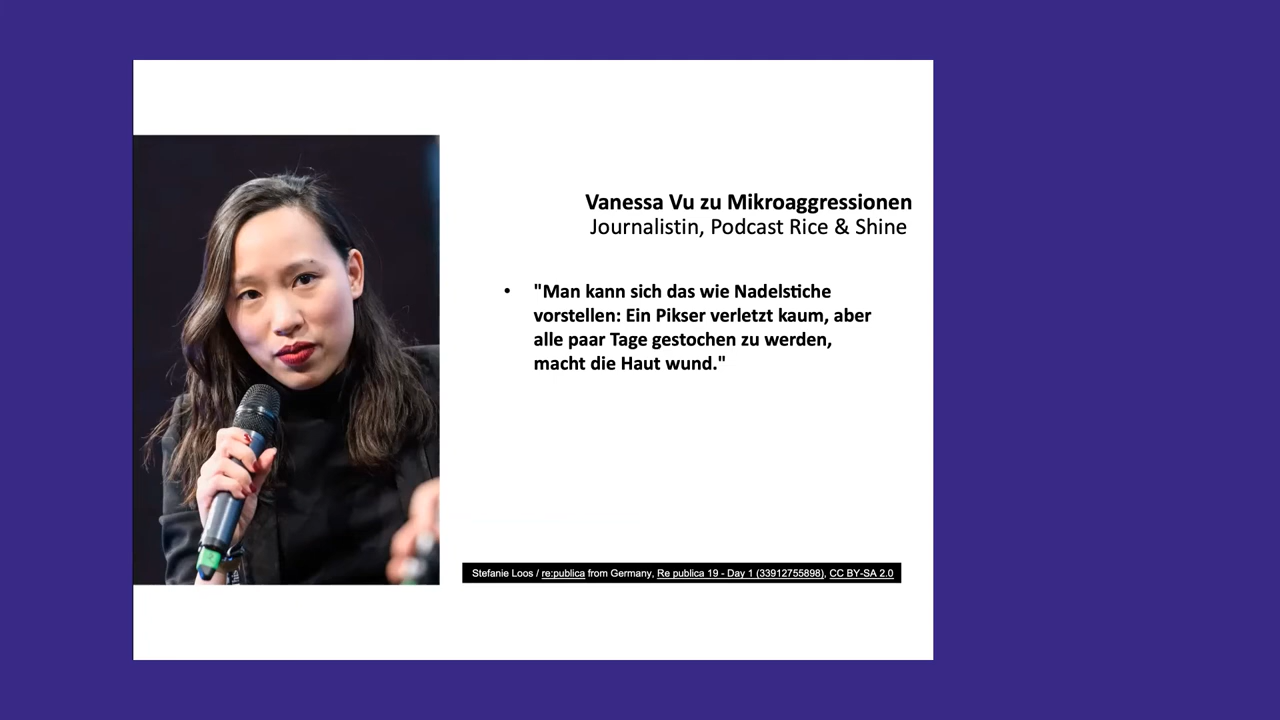 Vanessa Vu zu Mikroaggressionen
Journalistin, Podcast Rice & Shine
• "Man kann sich das wie Nadelstiche
vorstellen: Ein Pikser verletzt kaum, aber
alle paar Tage gestochen zu werden,
macht die Haut wund."
Stefanie Loos / re:publica from Germany, Re publica 19 - Day 1 (33912755898), CC BY-SA 2.0